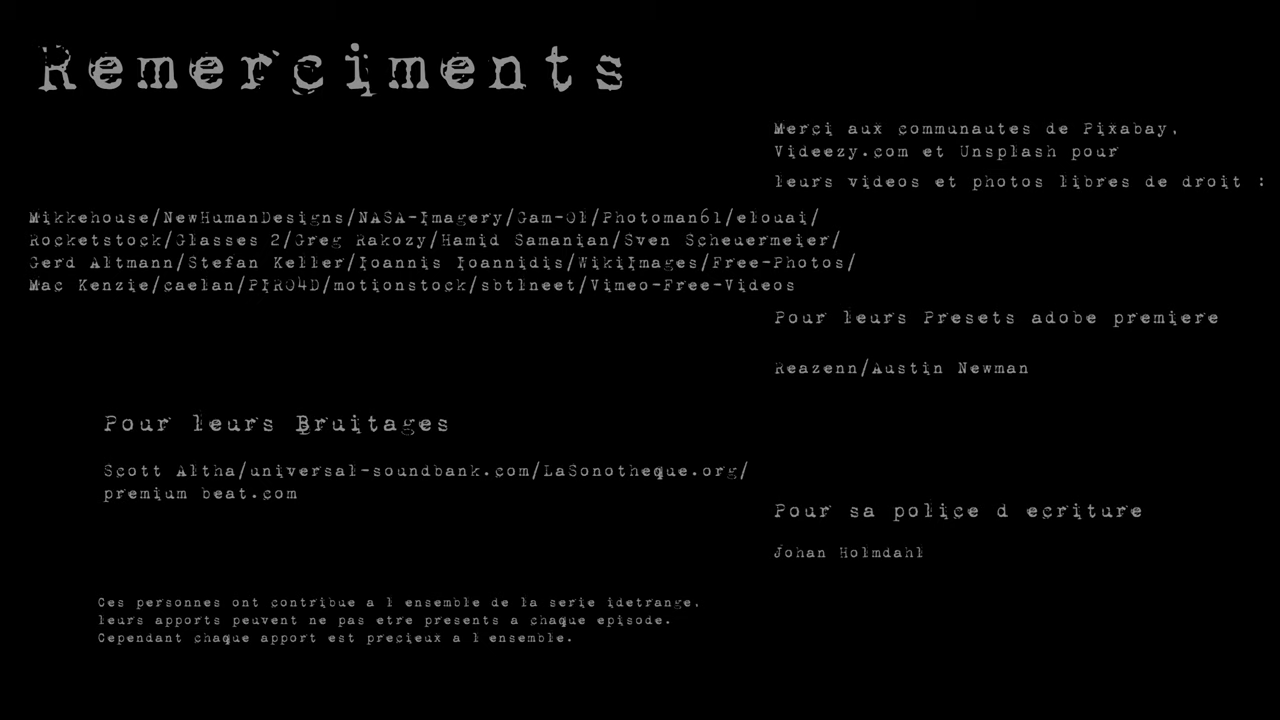 Remerciments
Merci aux communautes de Pixabay,
Videezy.com et Unsplash pour
leurs videos et photos libres de droit :
Mikkehouse/NewHumanDesigns/NASA-Imagery/Gam-Ol/Photoman61/elouai/
Rocketstock/Glasses 2/Greg Rakozy/Hamid Samanian/Sven Scheuermeier/
Gerd Altmann/Stefan Keller/Ioannis Ioannidis/WikiImages/Free-Photos/
Mac Kenzie/caelan/PIRO4D/motionstock/sbtlneet/Vimeo-Free-Videos
Pour leurs Presets adobe premiere
Reazenn/Austin Newman
Pour leurs Bruitages
Scott Altha/universal-soundbank.com/LaSonotheque.org/
premium beat.com
Pour sa police d ecriture
Johan Holmdahl
Ces personnes ont contribue a l ensemble de la serie idetrange,
leurs apports peuvent ne pas etre presents a chaque episode.
Cependant chaque apport est precieux a l ensemble.